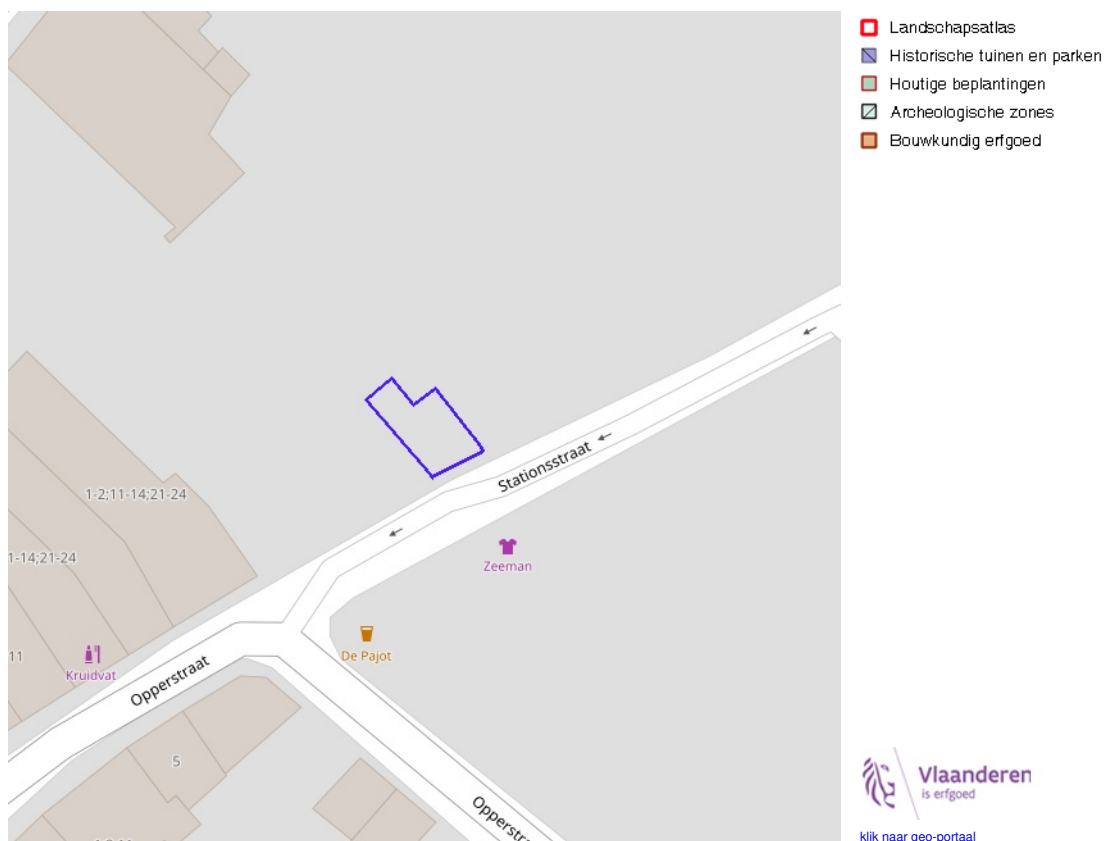 Landschapsatlas
Historische tuinen en parken
Houtige beplantingen
Archeologische zones
Bouwkundig erfgoed
Stationsstraat
1-2;11-14;21-24
Zeeman
1-14;21-24
De Pajot
11
Kruidvat
Opperstraat
5
Opperstra
Vlaanderen
is erfgoed
klik naar geo-portaal